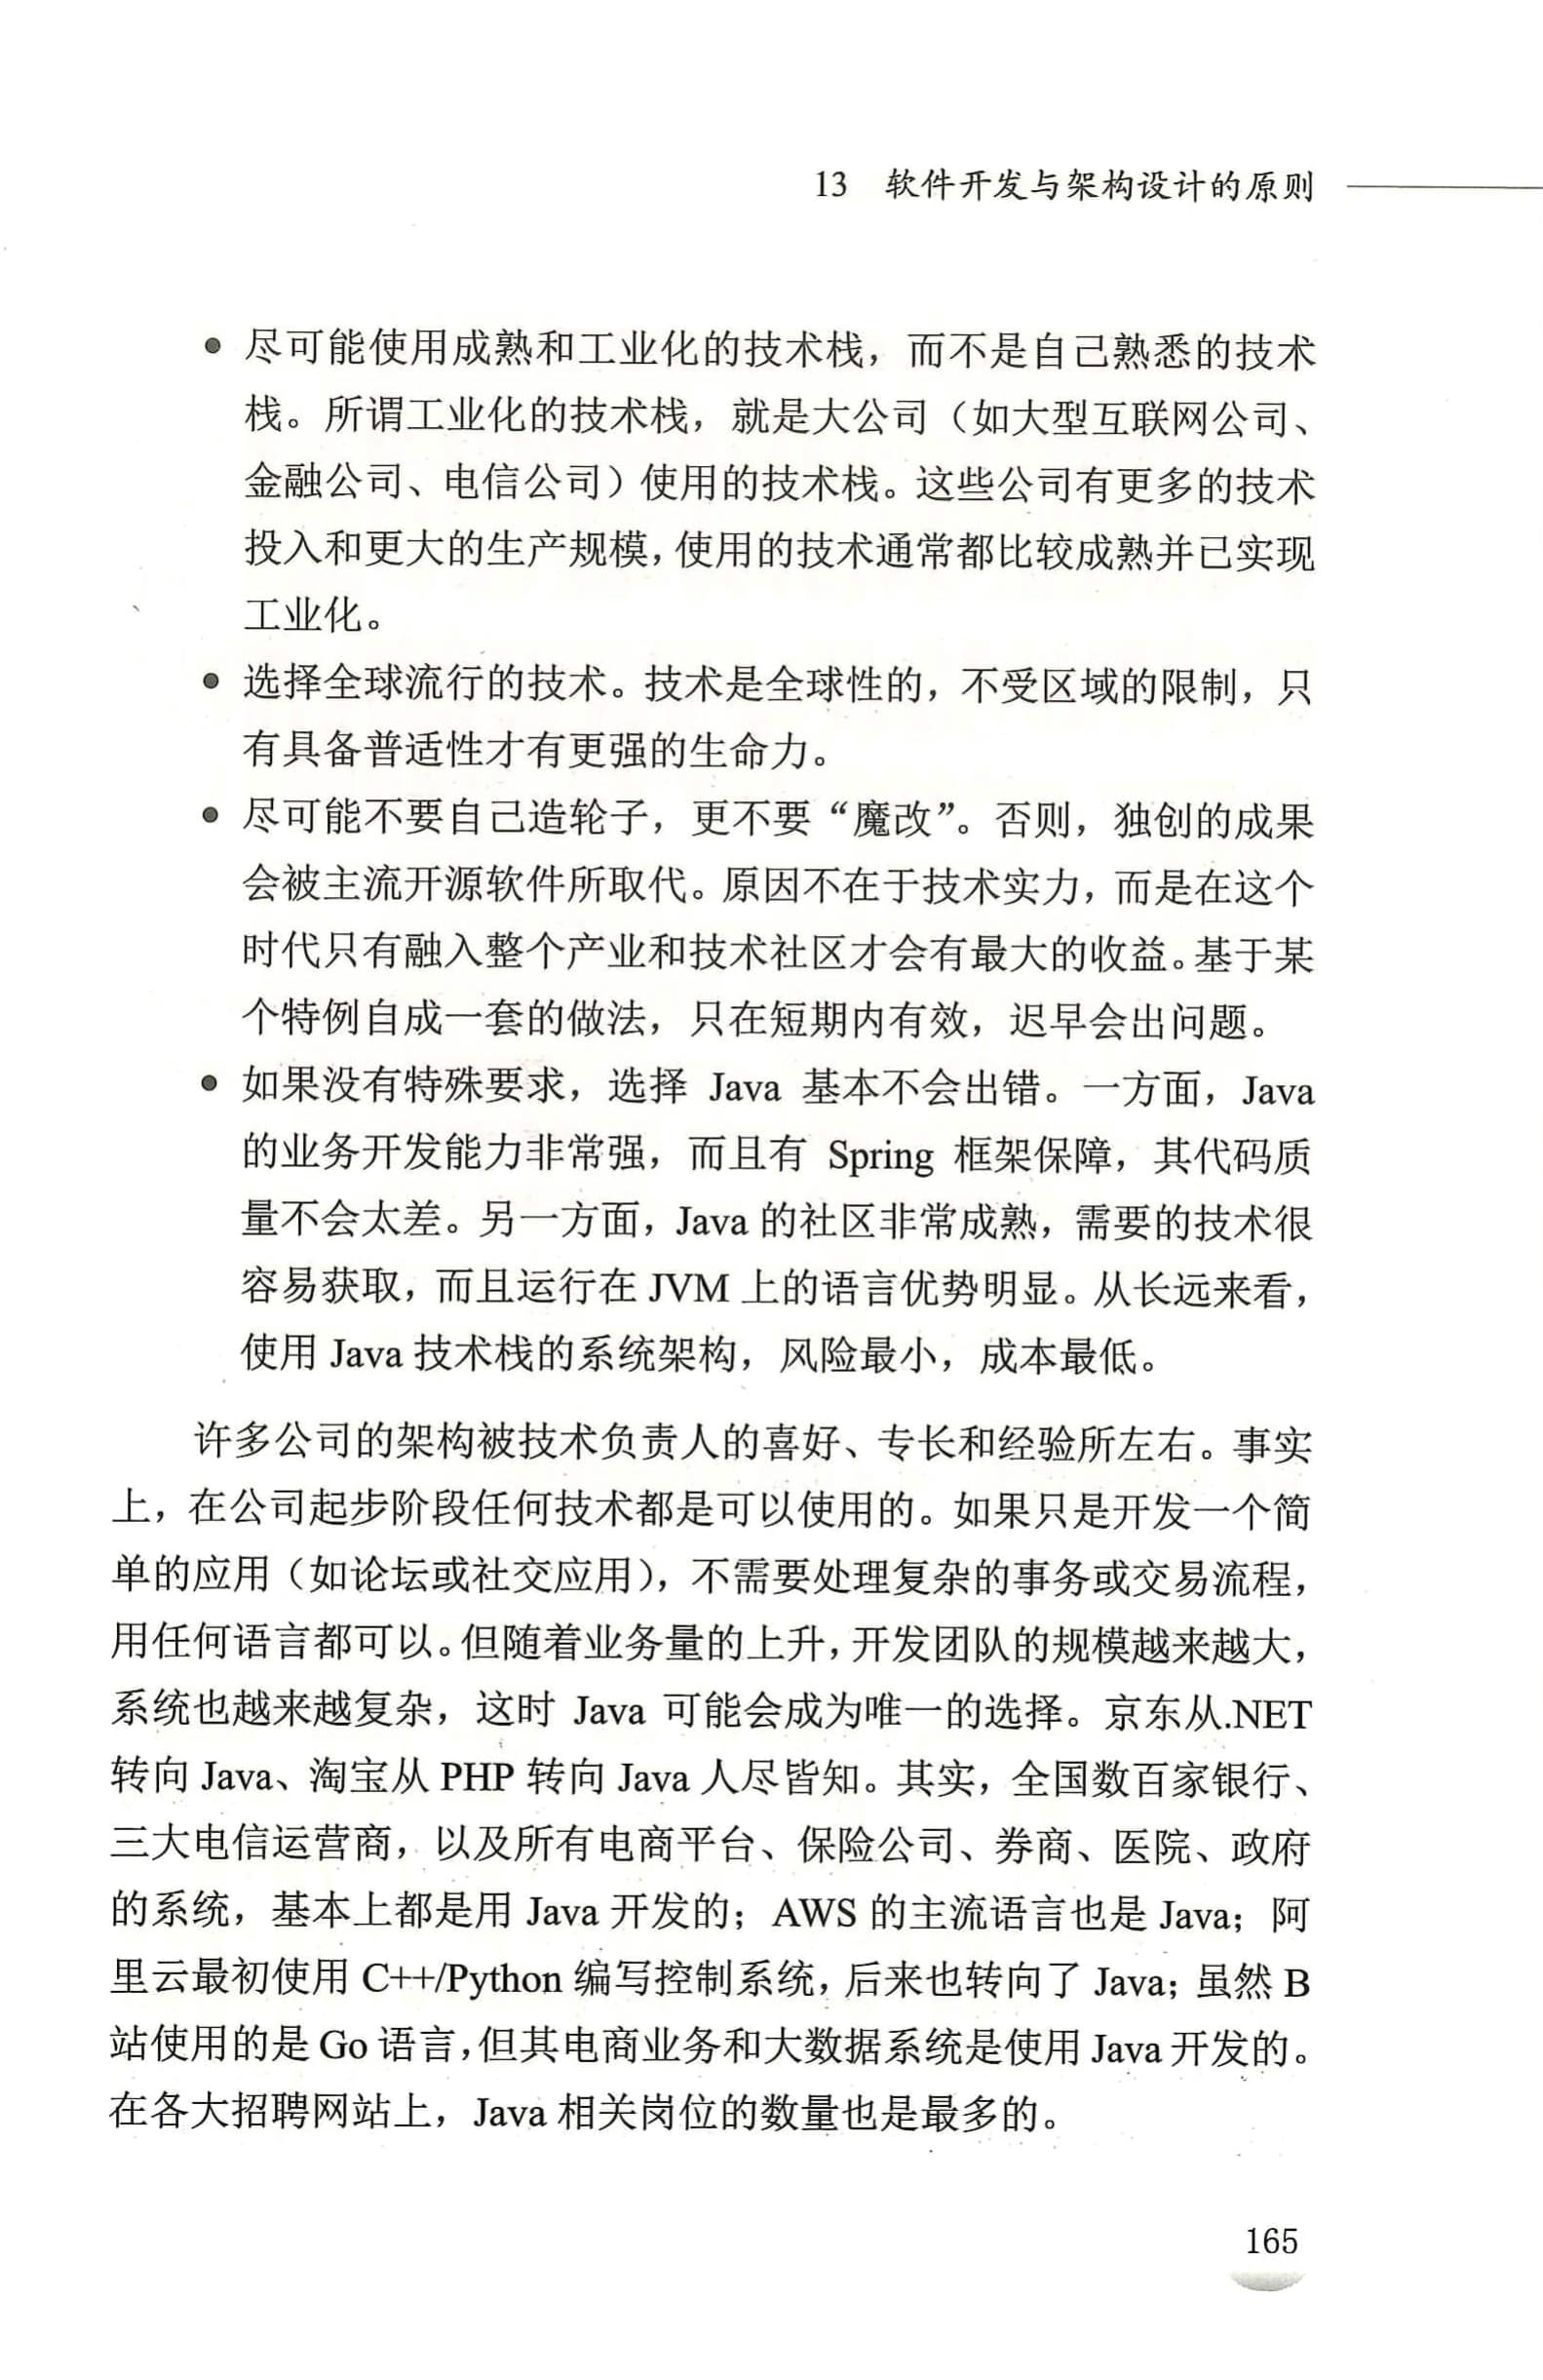 13 软件开发与架构设计的原则
● 尽可能使用成熟和工业化的技术栈，而不是自己熟悉的技术
栈。所谓工业化的技术栈，就是大公司（如大型互联网公司、
金融公司、电信公司）使用的技术栈。这些公司有更多的技术
投入和更大的生产规模，使用的技术通常都比较成熟并已实现
工业化。
● 选择全球流行的技术。技术是全球性的，不受区域的限制，只
有具备普适性才有更强的生命力。
● 尽可能不要自己造轮子，更不要“魔改”。否则，独创的成果
会被主流开源软件所取代。原因不在于技术实力，而是在这个
时代只有融入整个产业和技术社区才会有最大的收益。基于某
个特例自成一套的做法，只在短期内有效，迟早会出问题。
● 如果没有特殊要求，选择 Java 基本不会出错。一方面，Java
的业务开发能力非常强，而且有 Spring 框架保障，其代码质
量不会太差。另一方面，Java 的社区非常成熟，需要的技术很
容易获取，而且运行在 JVM 上的语言优势明显。从长远来看，
使用 Java 技术栈的系统架构，风险最小，成本最低。
许多公司的架构被技术负责人的喜好、专长和经验所左右。事实
上，在公司起步阶段任何技术都是可以使用的。如果只是开发一个简
单的应用（如论坛或社交应用），不需要处理复杂的事务或交易流程，
用任何语言都可以。但随着业务量的上升，开发团队的规模越来越大，
系统也越来越复杂，这时 Java 可能会成为唯一的选择。京东从.NET
转向 Java、淘宝从 PHP 转向 Java 人尽皆知。其实，全国数百家银行、
三大电信运营商，以及所有电商平台、保险公司、券商、医院、政府
的系统，基本上都是用 Java 开发的；AWS 的主流语言也是 Java；阿
里云最初使用 C++/Python 编写控制系统，后来也转向了 Java；虽然 B
站使用的是 Go 语言，但其电商业务和大数据系统是使用 Java 开发的。
在各大招聘网站上，Java 相关岗位的数量也是最多的。
165